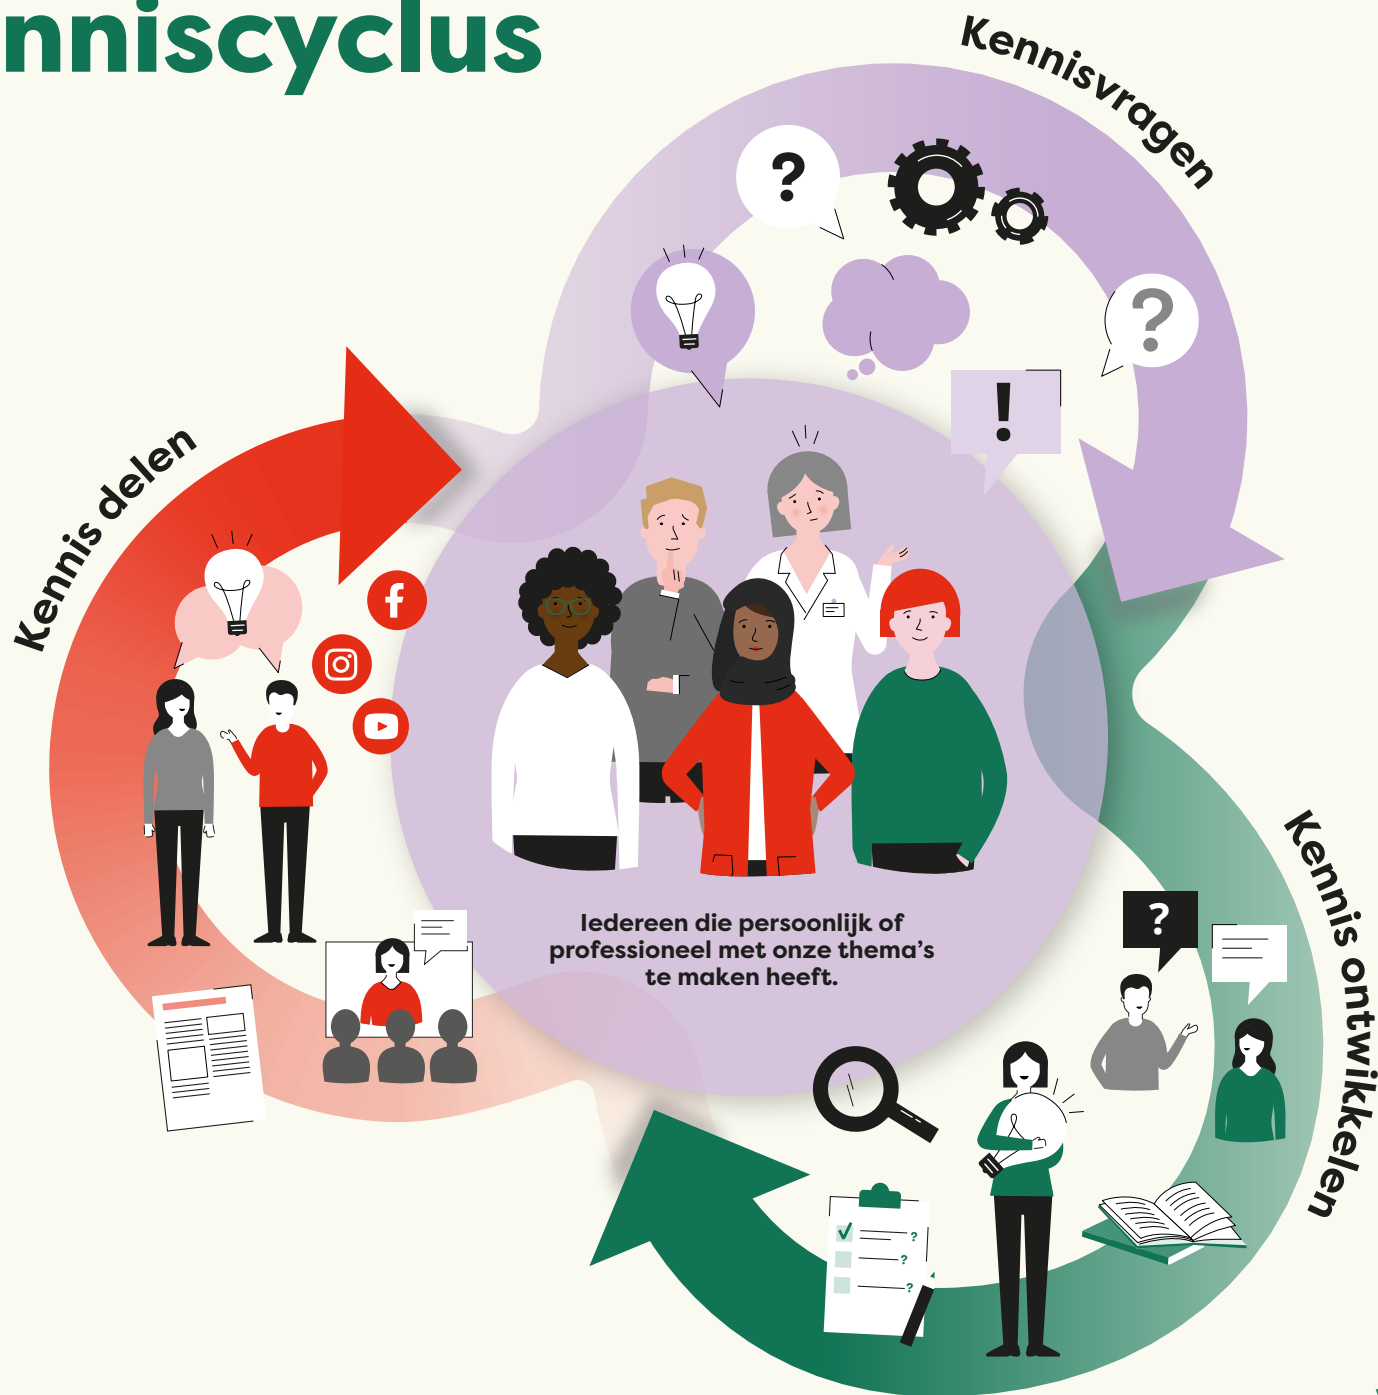 nniscyclus
Kennisvragen
?
?
!
Kennis delen
Iedereen die persoonlijk of
professioneel met onze thema's
te maken heeft.
Kennis ontwikkelen
?
?
?
?